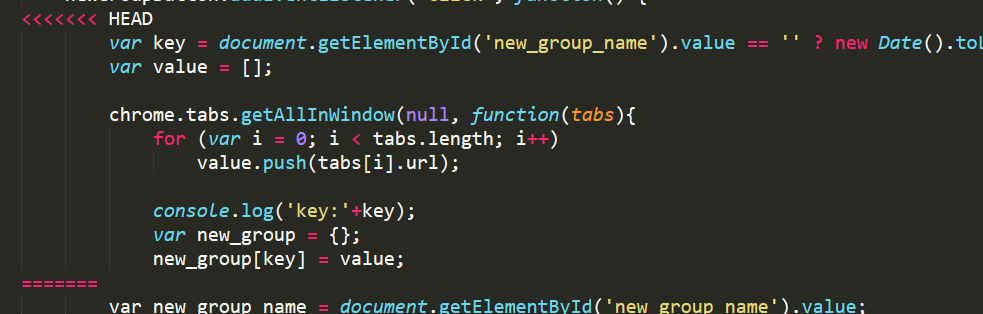 <<<<<<< HEAD
var key = document.getElementById('new_group_name').value == '' ? new Date().toL
var value = [];
chrome.tabs.getAllInWindow(null, function(tabs){
for (var i = 0; i < tabs.length; i++)
value.push(tabs[i].url);
console.log('key:'+key);
var new_group = {};
new_group[key] = value;
=======
var new_group_name = document.getElementById('new_group_name').value;